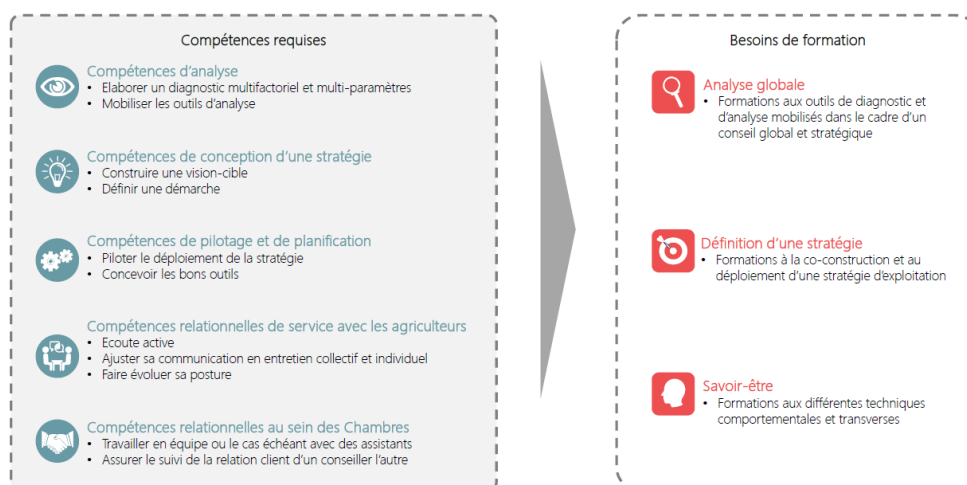 Compétences requises
Compétences d'analyse
• Elaborer un diagnostic multifactoriel et multi-paramètres
• Mobiliser les outils d'analyse
Compétences de conception d'une stratégie
• Construire une vision-cible
• Définir une démarche
Compétences de pilotage et de planification
• Piloter le déploiement de la stratégie
• Concevoir les bons outils
Compétences relationnelles de service avec les agriculteurs
• Ecoute active
• Ajuster sa communication en entretien collectif et individuel
• Faire évoluer sa posture
Compétences relationnelles au sein des Chambres
• Travailler en équipe ou le cas échéant avec des assistants
• Assurer le suivi de la relation client d'un conseiller l'autre
Besoins de formation
Analyse globale
• Formations aux outils de diagnostic et
d'analyse mobilisés dans le cadre d'un
conseil global et stratégique
Définition d'une stratégie
• Formations à la co-construction et au
déploiement d'une stratégie d'exploitation
Savoir-être
• Formations aux différentes techniques
comportementales et transverses